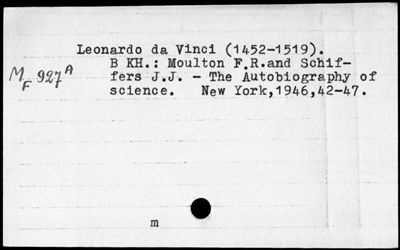 Leonardo da Vinci (1452-1519).
B KH.: Moulton F.R.and Schif-
MF 927A
fers J.J. - The Autobiography of
science. New York,1946,42-47.
m